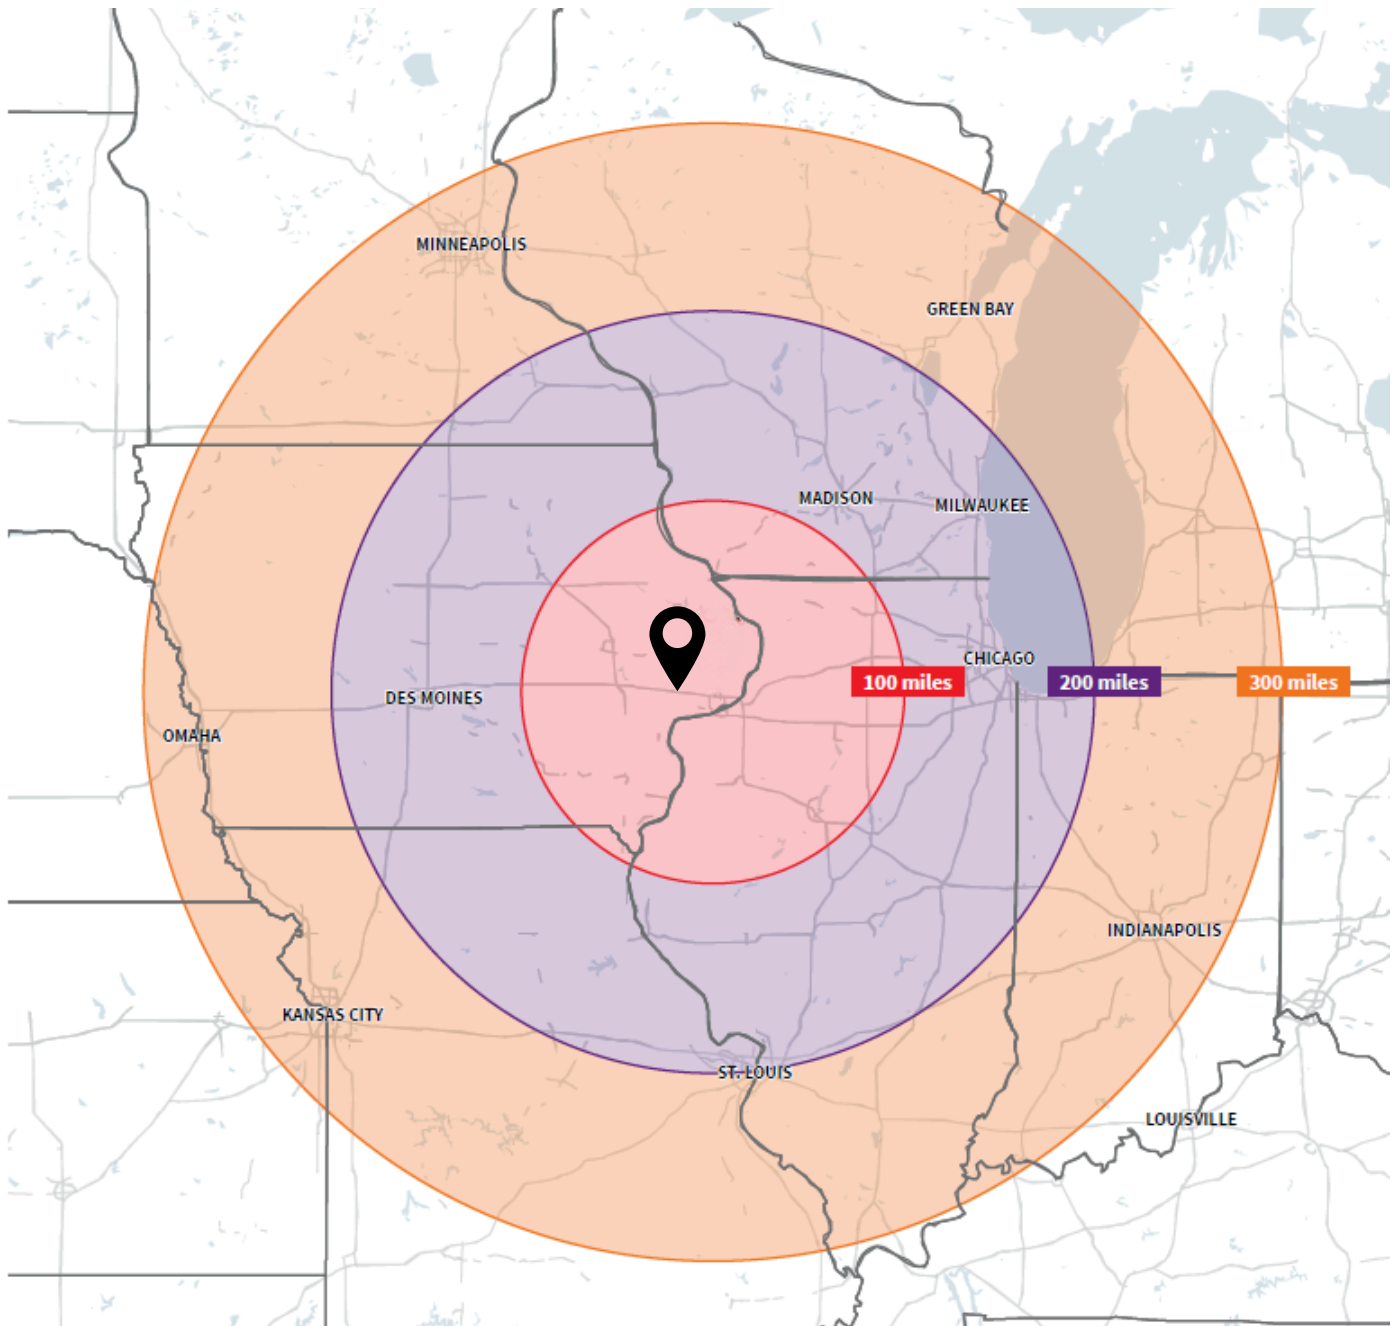 MINNEAPOLIS
GREEN BAY
MADISON
MILWAUKEE
CHICAGO
100 miles
200 miles
300 miles
DES MOINES
OMAHA
INDIANAPOLIS
KANSAS CITY
ST. LOUIS
LOUISVILLE